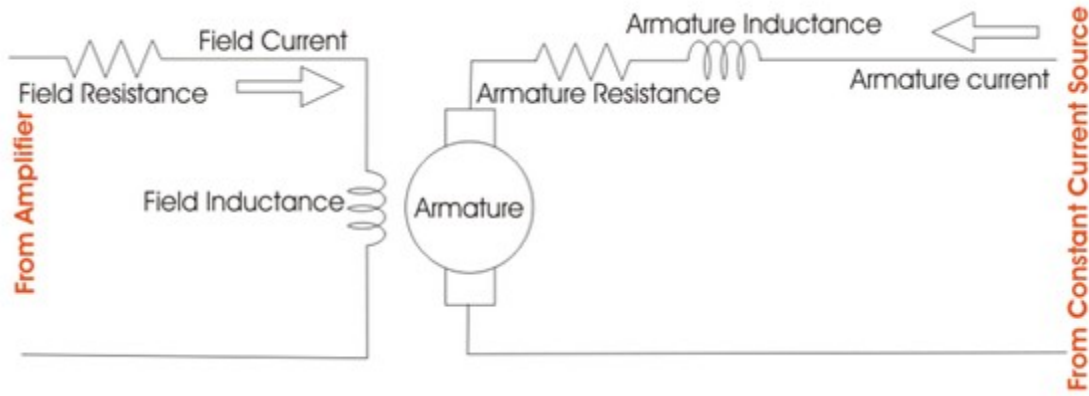 Field Current
Field Resistance
From Amplifier
Field Inductance
Armature Inductance
Armature Resistance
Armature current
Armature
From Constant Current Source